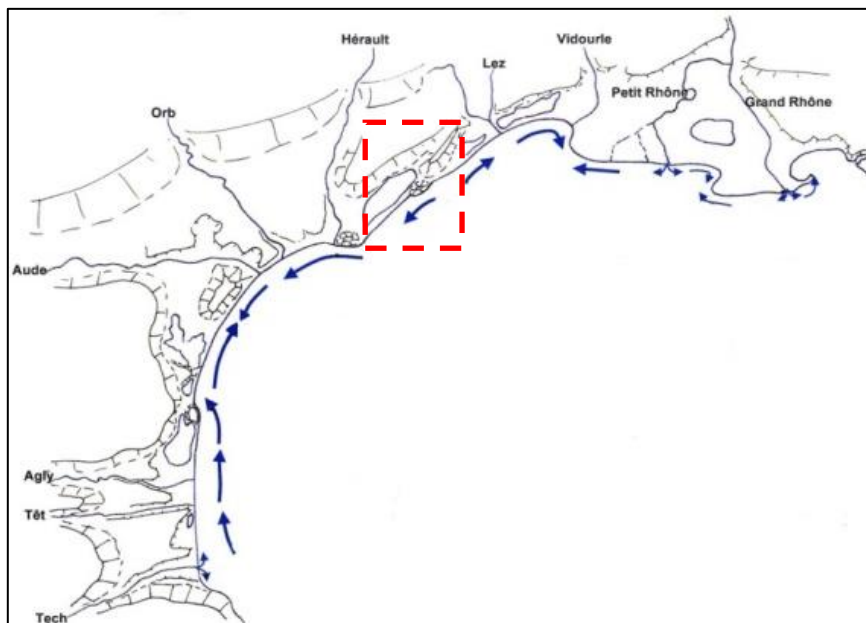 Hérault
Vidourle
Lez
Petit Rhône
Grand Rhône
Orb
Aude
Agly
Têt
Tech